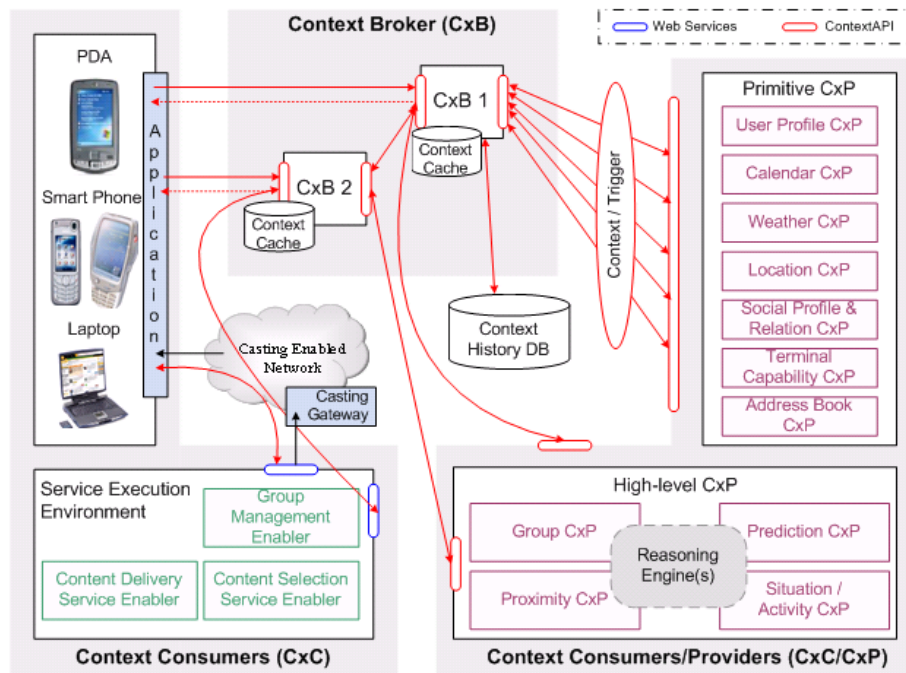 Context Broker (CxB)
Web Services
ContextAPI
PDA
Smart Phone
Laptop
Application
CxB 1
Context
Cache
CxB 2
Context
Cache
Context / Trigger
Context
History DB
Casting Enabled
Network
Casting
Gateway
Primitive CxP
User Profile CxP
Calendar CxP
Weather CxP
Location CxP
Social Profile &
Relation CxP
Terminal
Capability CxP
Address Book
CxP
Service Execution
Environment
Group
Management
Enabler
Content Delivery
Service Enabler
Content Selection
Service Enabler
Context Consumers (CxC)
High-level CxP
Group CxP
Prediction CxP
Reasoning
Engine(s)
Proximity CxP
Situation /
Activity CxP
Context Consumers/Providers (CxC/CxP)